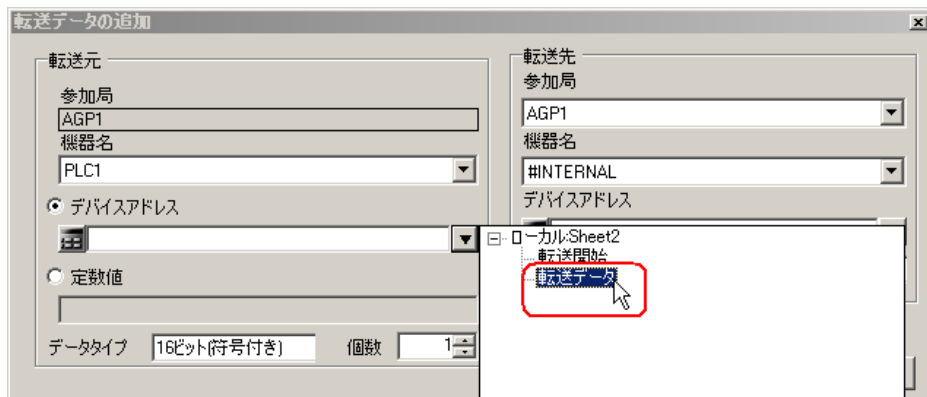 転送データの追加
転送元
参加局
AGP1
機器名
PLC1
デバイスアドレス
定数値
データタイプ 16ビット(符号付き) 個数 1
転送先
参加局
AGP1
機器名
#INTERNAL
デバイスアドレス
ローカル:Sheet2
転送開始
転送データ